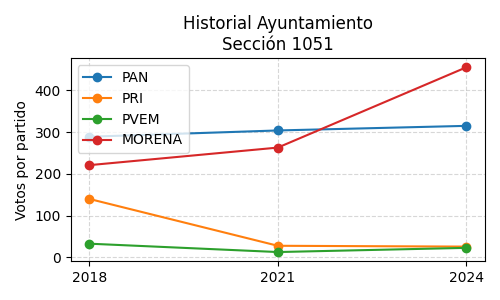 Historial Ayuntamiento
Sección 1051
PAN
PRI
PVEM
MORENA
Votos por partido
400
300
200
100
0
2018
2021
2024